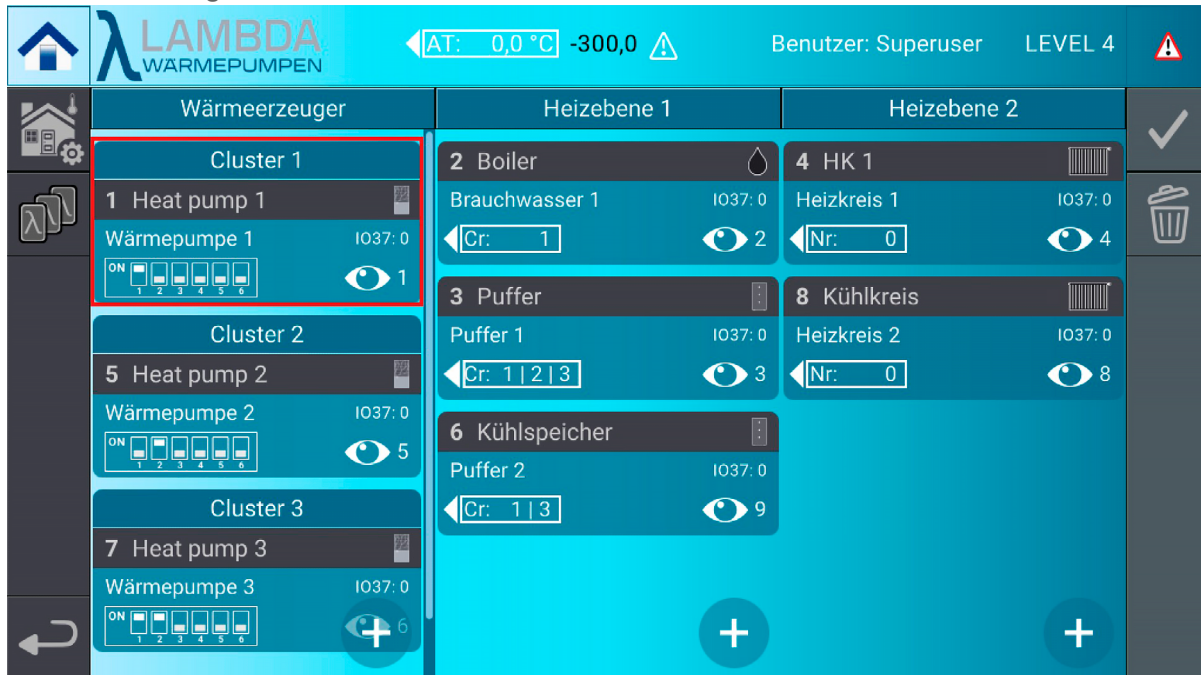 LAMBDA
WÄRMEPUMPEN
AT: 0,0 °C -300,0
Benutzer: Superuser LEVEL 4
Wärmeerzeuger
Heizebene 1
Heizebene 2
Cluster 1
1 Heat pump 1
Wärmepumpe 1 IO37: 0
ON 1 2 3 4 5 6
1
Cluster 2
5 Heat pump 2
Wärmepumpe 2 IO37: 0
ON 1 2 3 4 5 6
5
Cluster 3
7 Heat pump 3
Wärmepumpe 3 IO37: 0
ON 1 2 3 4 5 6
6
2 Boiler
Brauchwasser 1 IO37: 0
Cr: 1
2
3 Puffer
Puffer 1 IO37: 0
Cr: 1|2|3
3
6 Kühlspeicher
Puffer 2 IO37: 0
Cr: 1|3
9
4 HK 1
Heizkreis 1 IO37: 0
Nr: 0
4
8 Kühlkreis
Heizkreis 2 IO37: 0
Nr: 0
8